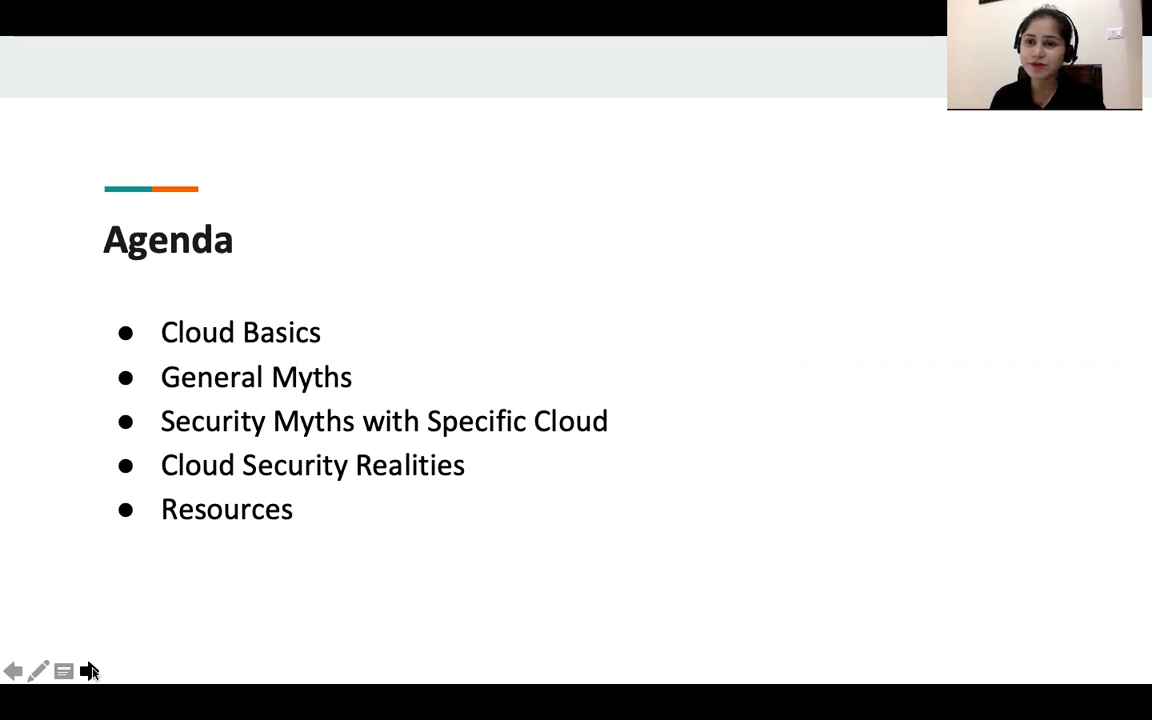 Agenda
● Cloud Basics
● General Myths
● Security Myths with Specific Cloud
● Cloud Security Realities
● Resources